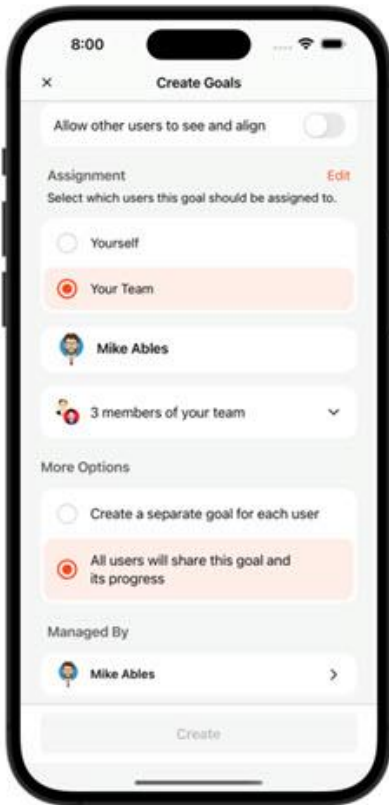 8:00
Create Goals
Allow other users to see and align
Assignment
Edit
Select which users this goal should be assigned to.
Yourself
Your Team
Mike Ables
3 members of your team
More Options
Create a separate goal for each user
All users will share this goal and
its progress
Managed By
Mike Ables
Create